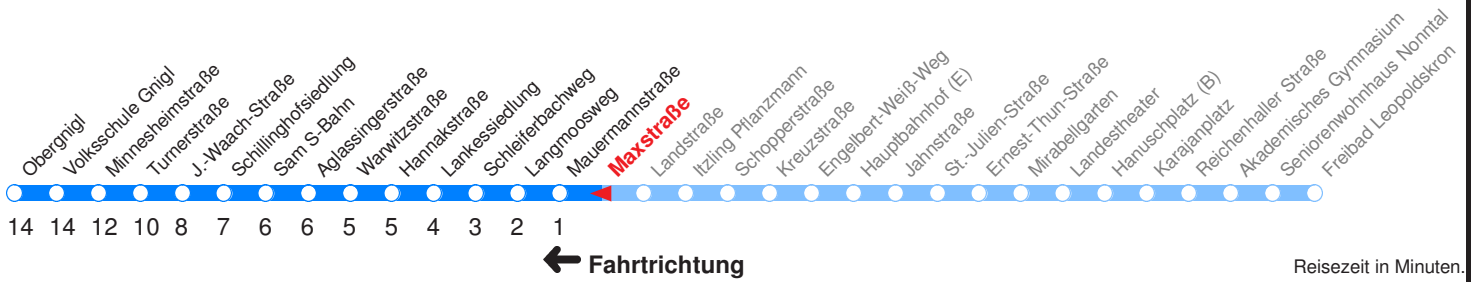 Obergnigl
Volksschule Gnigl
Minnesheimstraße
Turnerstraße
J.-Waach-Straße
Schillinghofsiedlung
Sam S-Bahn
Aglassingerstraße
Warwitzstraße
Hannakstraße
Lankessiedlung
Schleiferbachweg
Langmoosweg
Mauermannstraße
Maxstraße
Landstraße
Itzling Pflanzmann
Schopperstraße
Kreuzstraße
Engelbert-Weiß-Weg
Hauptbahnhof (E)
Jahnstraße
St.-Julien-Straße
Ernest-Thun-Straße
Mirabellgarten
Landestheater
Hanuschplatz (B)
Karajanplatz
Reichenhaller Straße
Akademisches Gymnasium
Seniorenwohnhaus Nonntal
Freibad Leopoldskron
14 14 12 10 8 7 6 6 5 5 4 3 2 1
Fahrtrichtung
Reisezeit in Minuten.